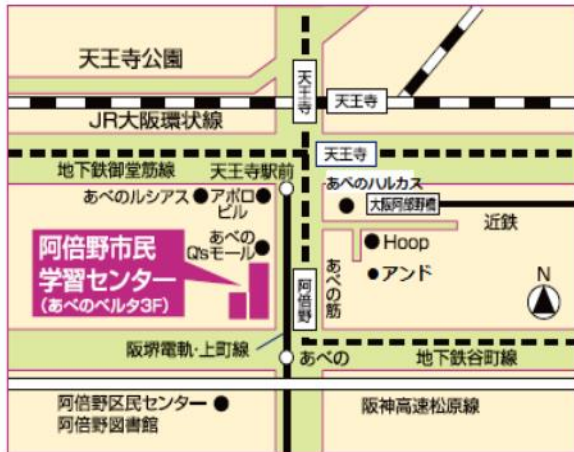 天王寺公園
天王寺
天王寺
JR大阪環状線
天王寺
地下鉄御堂筋線
天王寺駅前
あべのハルカス
あべのルシアス
アポロ
ビル
大阪阿部野橋
近鉄
あべの
Q'sモール
Hoop
阿倍野市民
学習センター
(あべのベルタ3F)
アンド
あべの筋
阿倍野
N
阪堺電軌・上町線
あべの
地下鉄谷町線
阿倍野区民センター
阿倍野図書館
阪神高速松原線